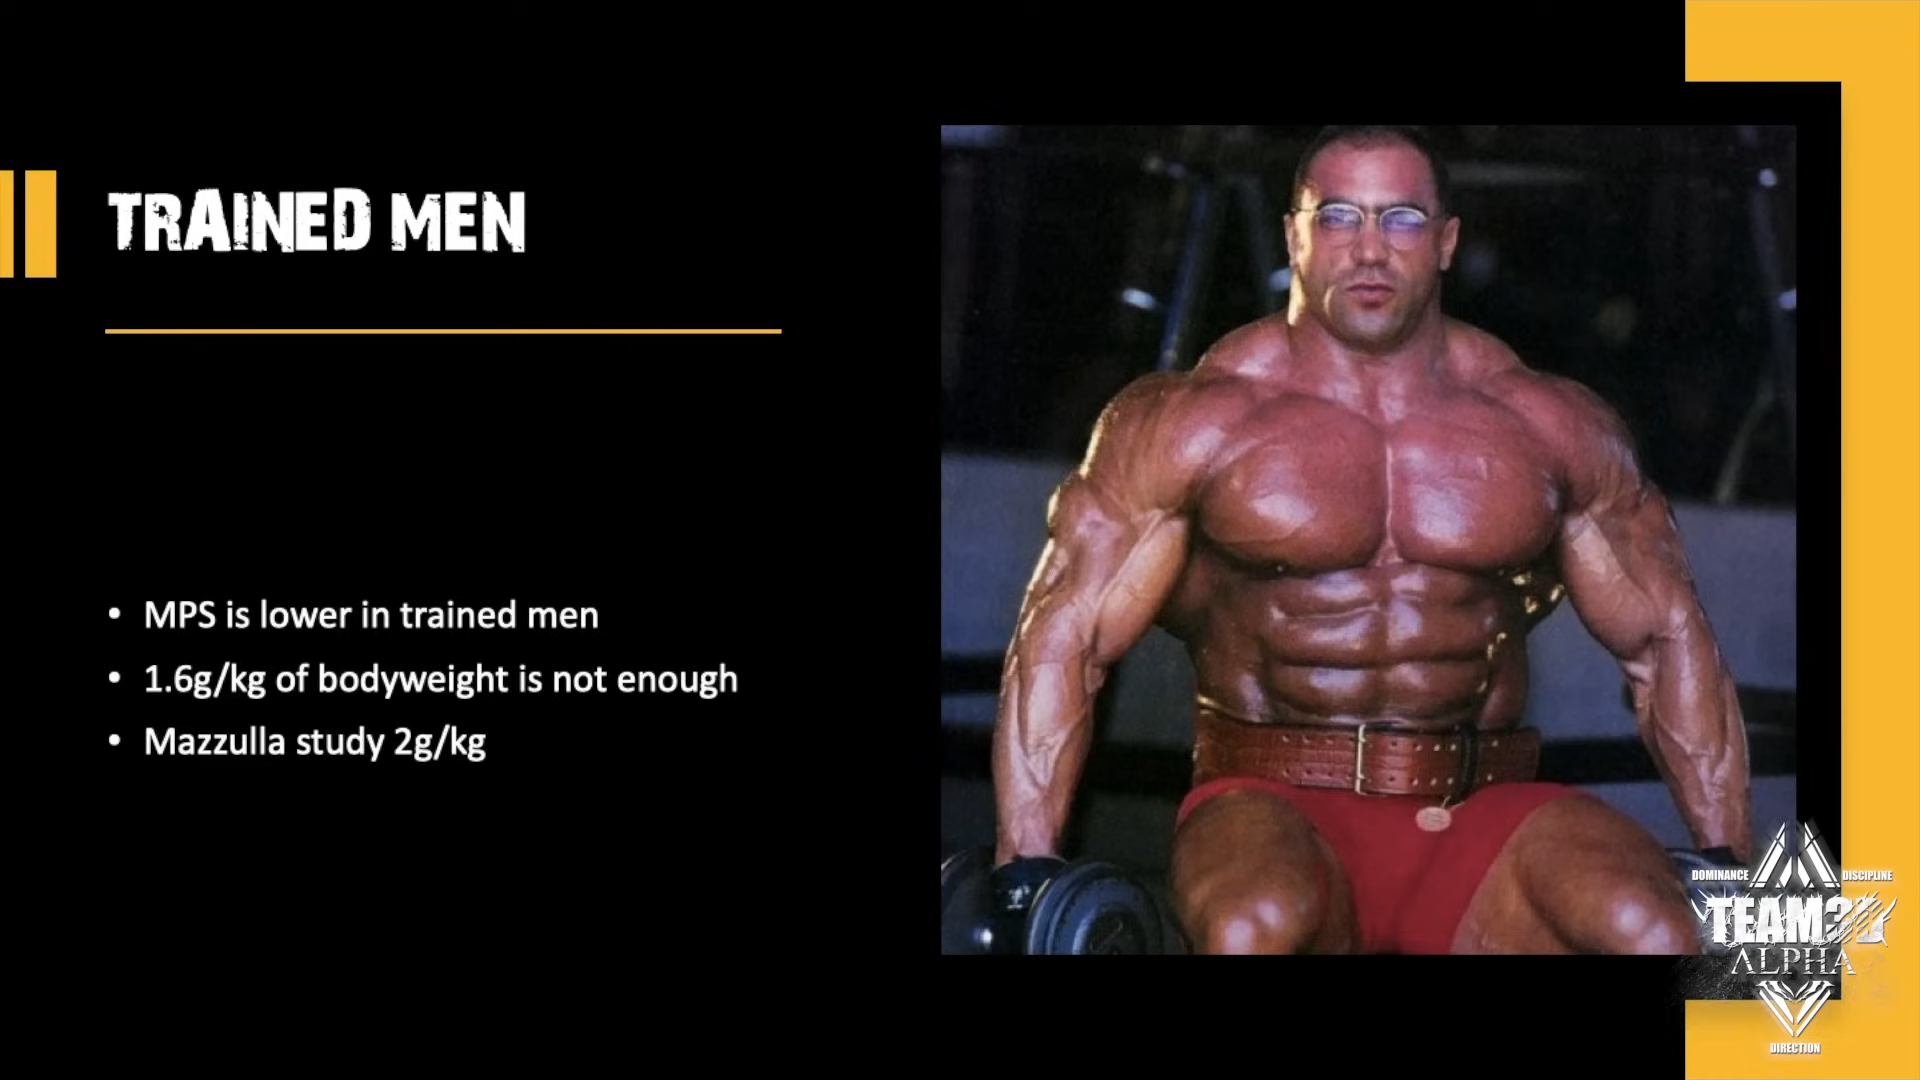 TRAINED MEN
• MPS is lower in trained men
• 1.6g/kg of bodyweight is not enough
• Mazzulla study 2g/kg
DOMINANCE
DISCIPLINE
TEAM3D
ALPHA
DIRECTION